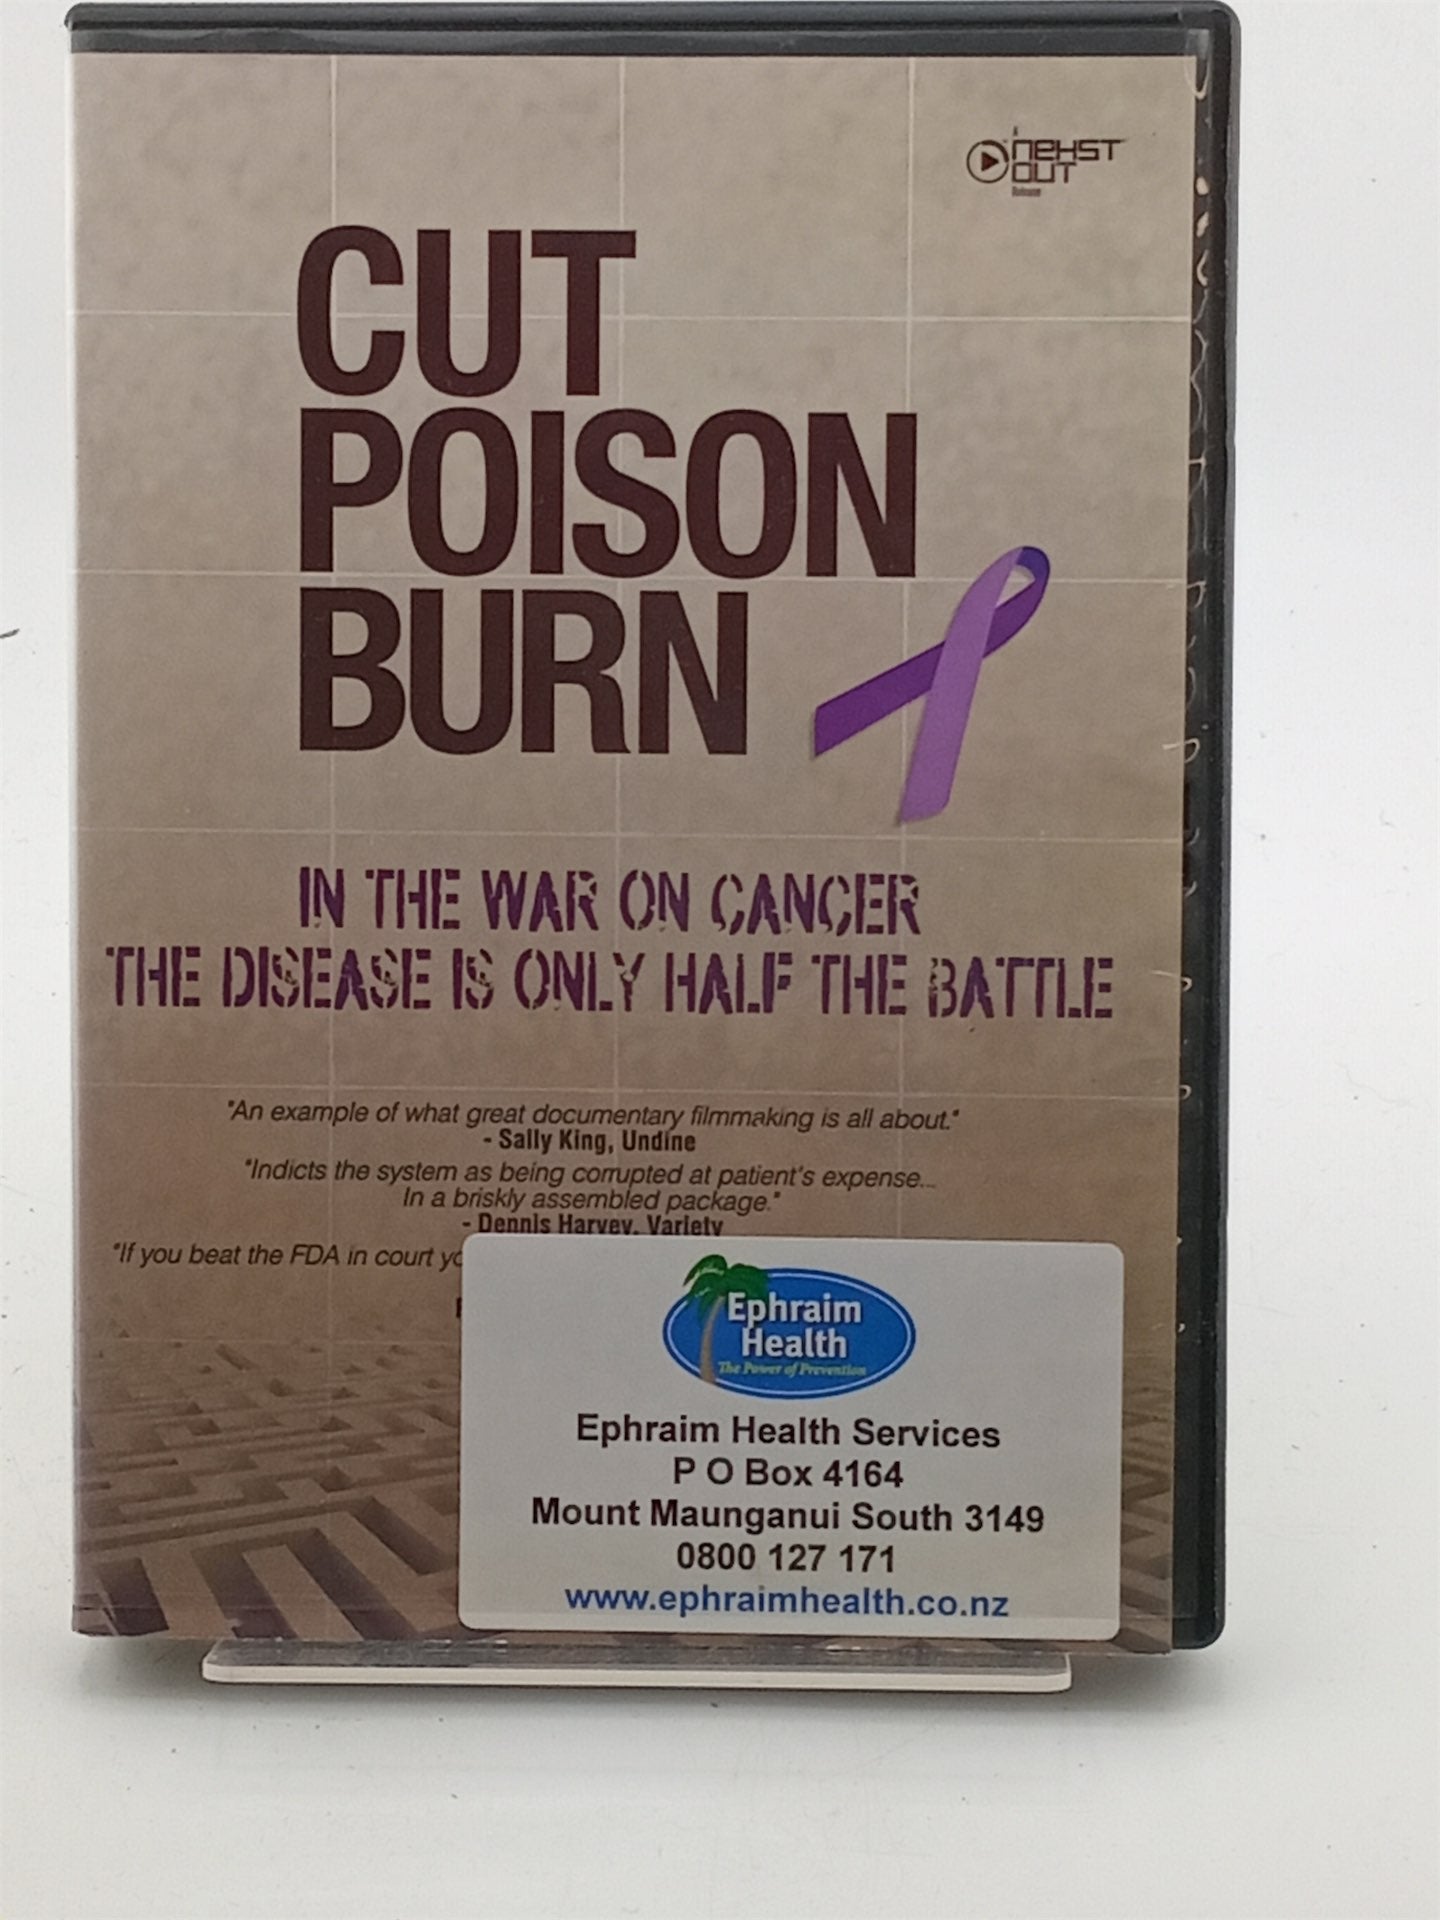 A
NEHST
OUT
Release
CUT
POISON
BURN
IN THE WAR ON CANCER
THE DISEASE IS ONLY HALF THE BATTLE
"An example of what great documentary filmmaking is all about."
- Sally King, Undine
"Indicts the system as being corrupted at patient's expense...
In a briskly assembled package."
- Dennis Harvey, Variety
"If you beat the FDA in court
Ephraim
Health
The Power of Prevention
Ephraim Health Services
P O Box 4164
Mount Maunganui South 3149
0800 127 171
www.ephraimhealth.co.nz